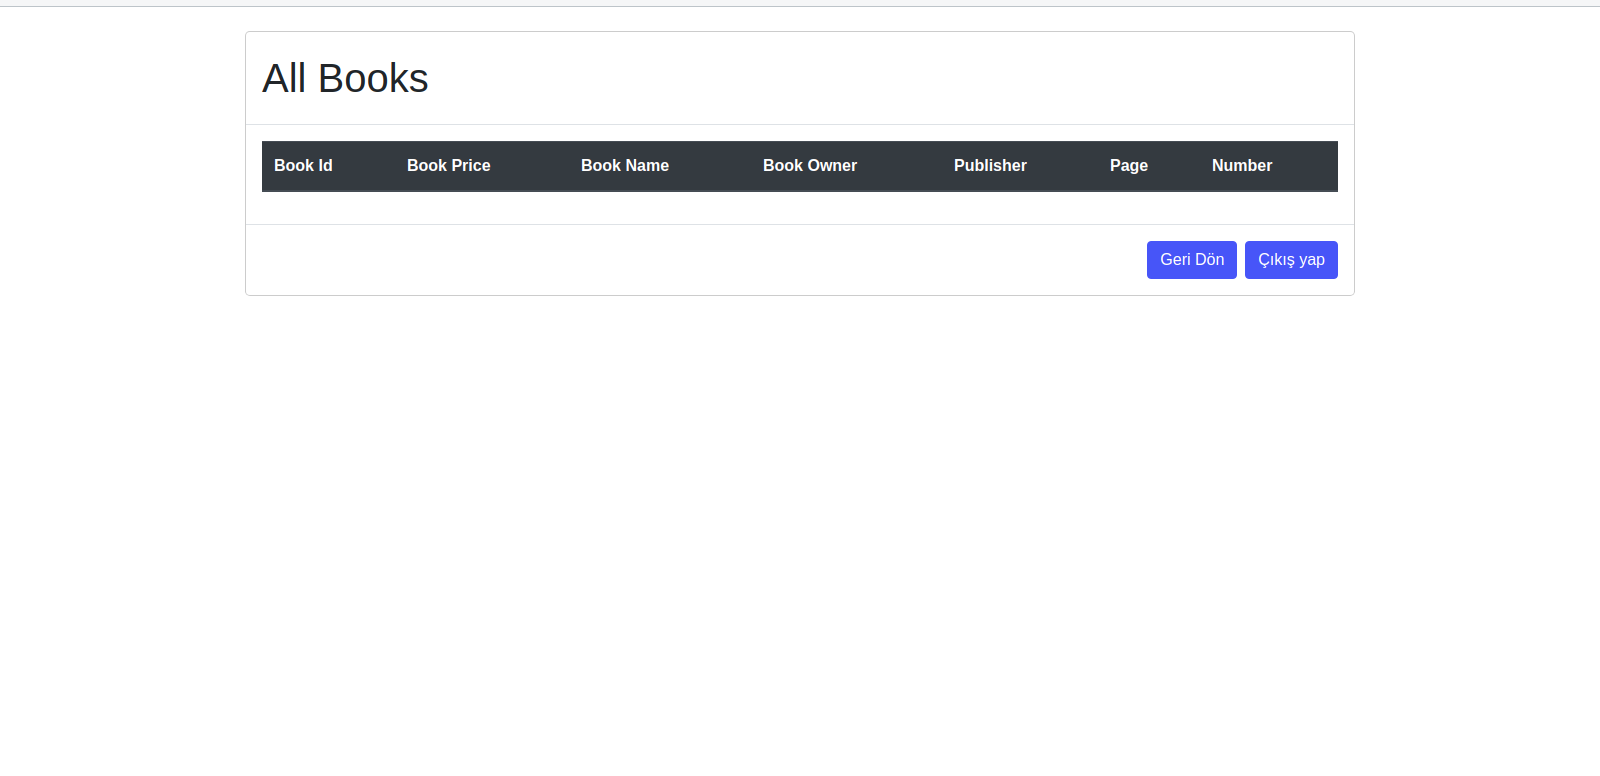 All Books
Book Id Book Price Book Name Book Owner Publisher Page Number
Geri Dön Çıkış yap